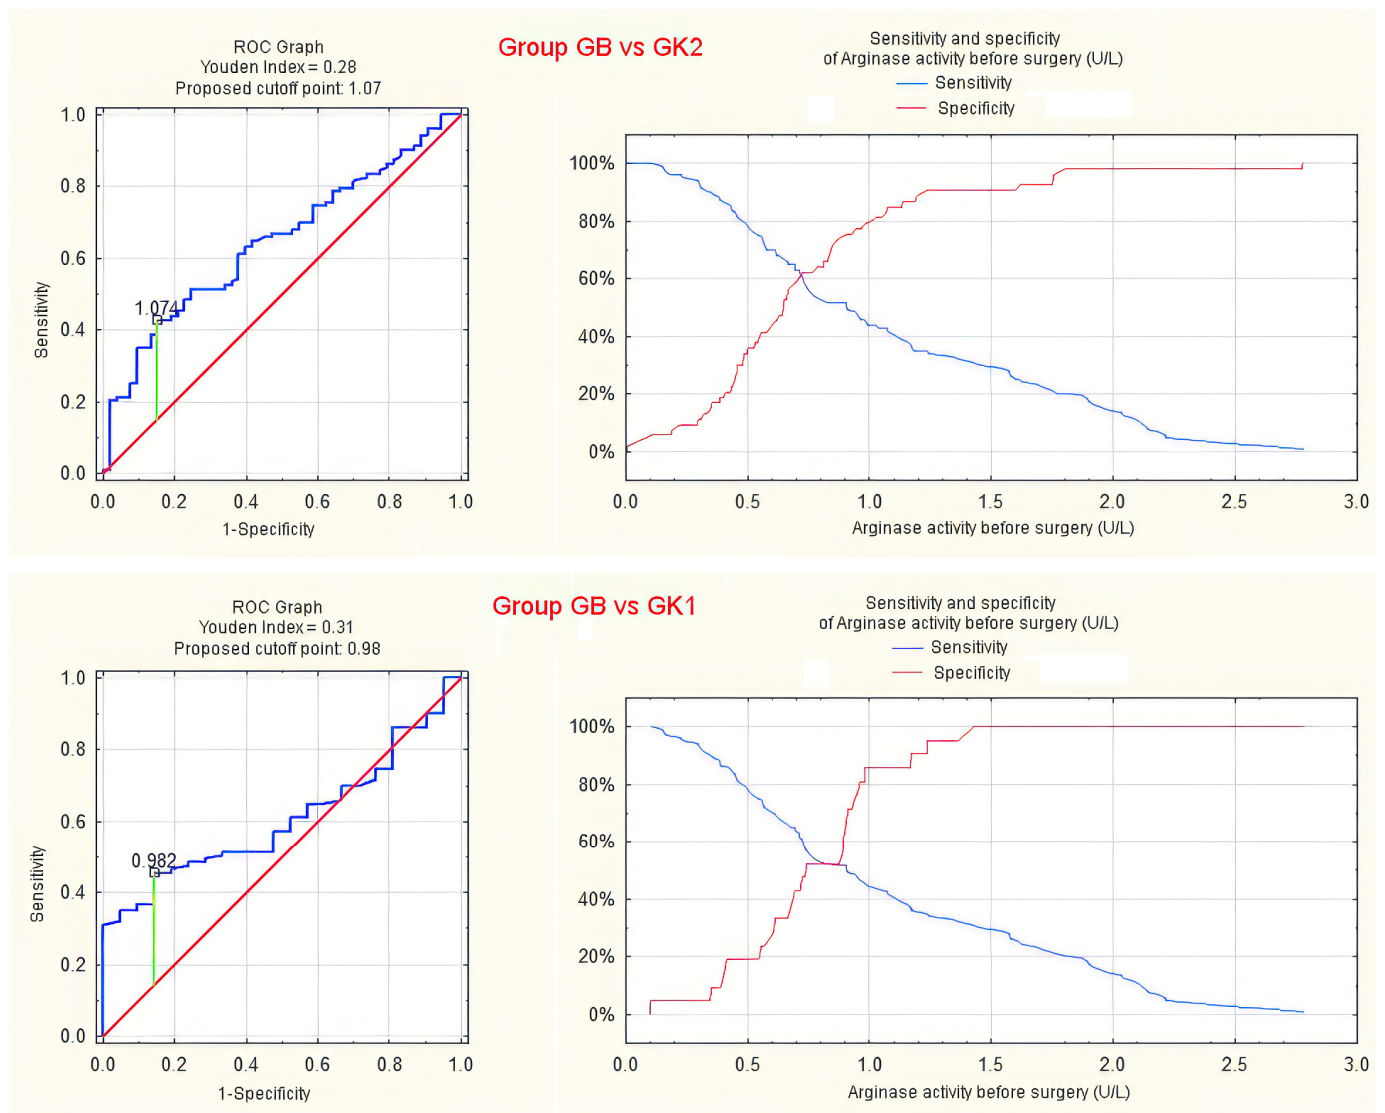 Group GB vs GK2
ROC Graph
Youden Index = 0.28
Proposed cutoff point: 1.07
1.0
0.8
0.6
0.4
0.2
0.0
Sensitivity
1.074
0.0 0.2 0.4 0.6 0.8 1.0
1-Specificity
Sensitivity and specificity
of Arginase activity before surgery (U/L)
Sensitivity
Specificity
100%
80%
60%
40%
20%
0%
0.0 0.5 1.0 1.5 2.0 2.5 3.0
Arginase activity before surgery (U/L)
Group GB vs GK1
ROC Graph
Youden Index = 0.31
Proposed cutoff point: 0.98
1.0
0.8
0.6
0.4
0.2
0.0
Sensitivity
0.982
0.0 0.2 0.4 0.6 0.8 1.0
1-Specificity
Sensitivity and specificity
of Arginase activity before surgery (U/L)
Sensitivity
Specificity
100%
80%
60%
40%
20%
0%
0.0 0.5 1.0 1.5 2.0 2.5 3.0
Arginase activity before surgery (U/L)